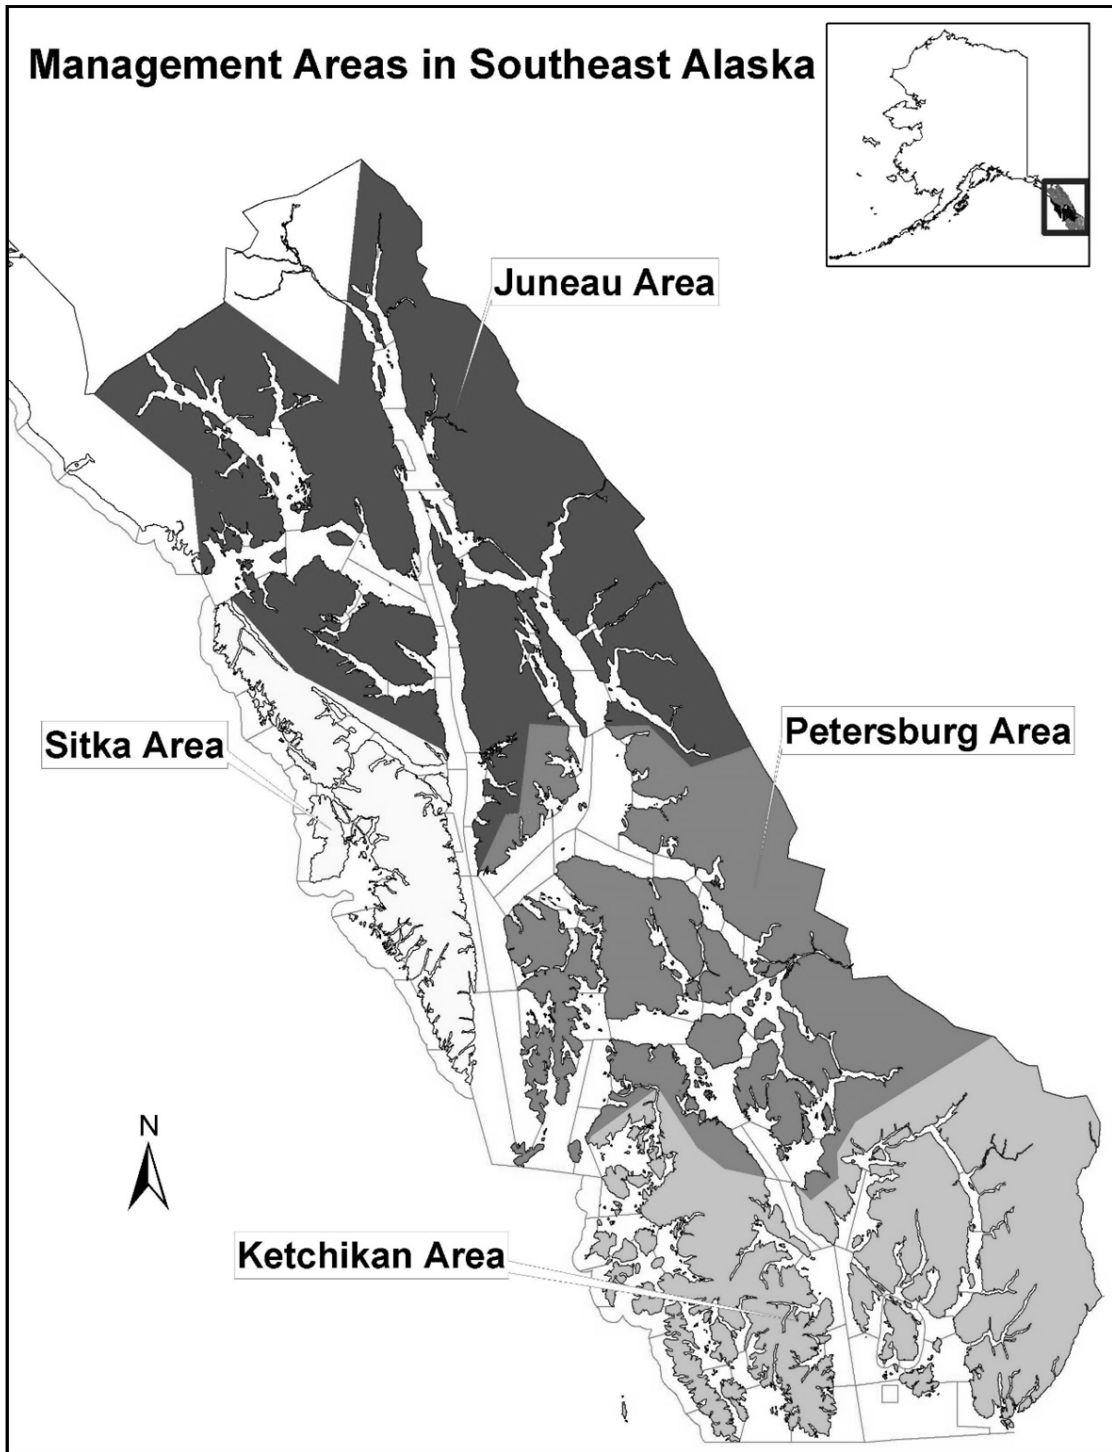 Management Areas in Southeast Alaska
Juneau Area
Sitka Area
Petersburg Area
N
Ketchikan Area